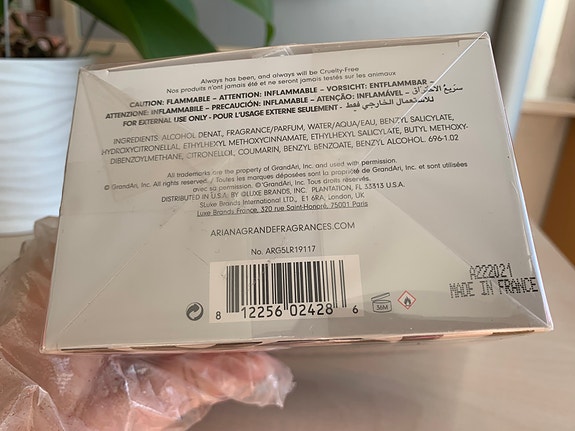 Always has been, and always will be Cruelty-Free
Nos produits n'ont jamais été et ne seront jamais testés sur les animaux
CAUTION: FLAMMABLE – ATTENTION: INFLAMMABLE – VORSICHT: ENTFLAMMBAR –
ATTENZIONE: INFLAMMABILE – PRECAUCIÓN: INFLAMABLE – ATENÇÃO: INFLAMÁVEL – سريع الاحتراق
FOR EXTERNAL USE ONLY - POUR L'USAGE EXTERNE SEULEMENT - للاستعمال الخارجي فقط
INGREDIENTS: ALCOHOL DENAT., FRAGRANCE/PARFUM, WATER/AQUA/EAU, BENZYL SALICYLATE,
HYDROXYCITRONELLAL, ETHYLHEXYL METHOXYCINNAMATE, ETHYLHEXYL SALICYLATE, BUTYL METHOXY-
DIBENZOYLMETHANE, CITRONELLOL, COUMARIN, BENZYL BENZOATE, BENZYL ALCOHOL 696-1.02
All trademarks are the property of GrandAri, Inc. and used with permission.
© GrandAri, Inc. All rights reserved. / Toutes les marques déposées sont la propriété de GrandAri, Inc. et sont utilisées
avec sa permission. © GrandAri, Inc. Tous droits réservés.
DISTRIBUTED IN U.S.A. BY ©LUXE BRANDS, INC. PLANTATION, FL 33313 U.S.A.
SLuxe Brands International LTD., E1 6RA, London, UK
Luxe Brands France, 320 rue Saint-Honoré, 75001 Paris
ARIANAGRANDEFRAGRANCES.COM
No. ARG5LR19117
8 12256 02428 6
36M
A222021
MADE IN FRANCE